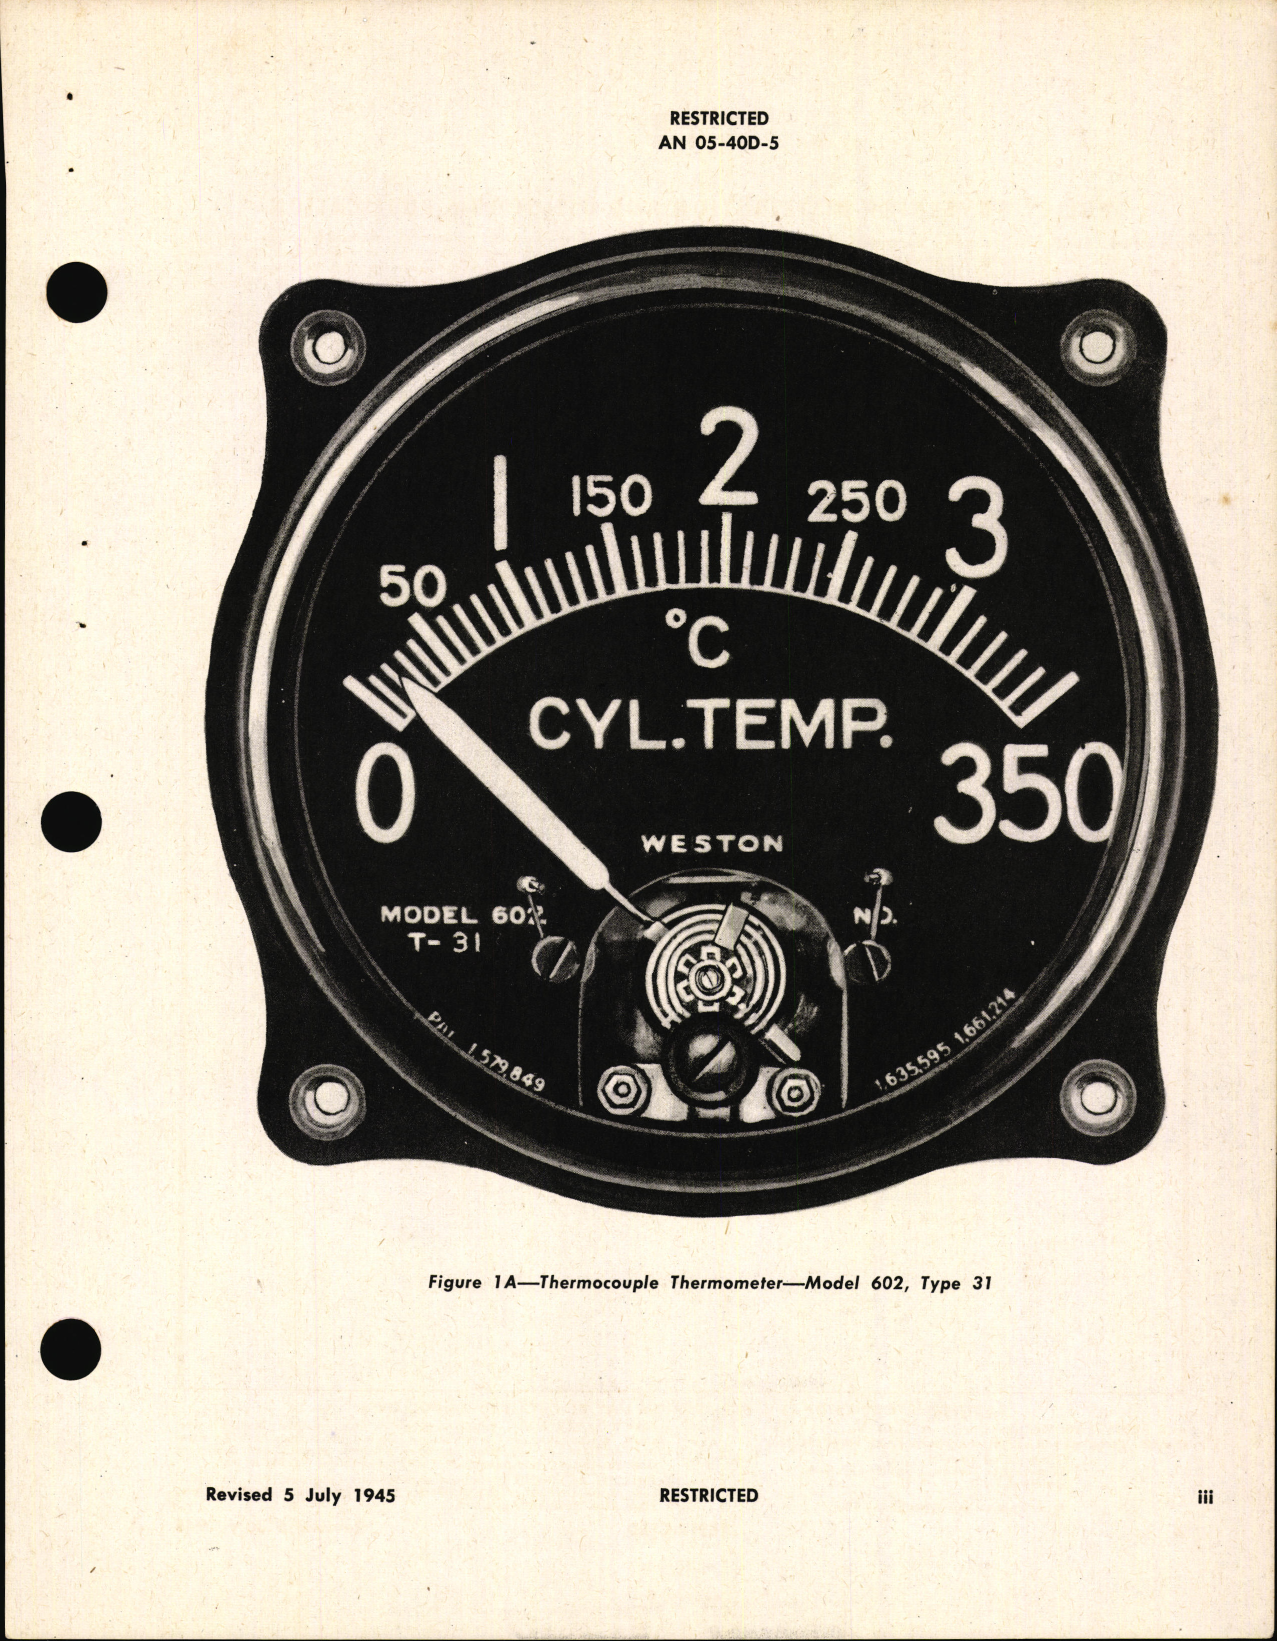 RESTRICTED
AN 05-40D-5
2
1
3
150
250
50
°C
CYL.TEMP.
0
350
WESTON
MODEL 602
NO.
T- 31
PAT. 1,579,849
1,635,595 1,661,214
Figure 1A—Thermocouple Thermometer—Model 602, Type 31
Revised 5 July 1945
RESTRICTED
iii